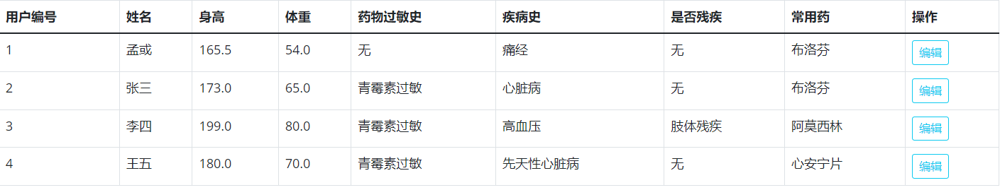 用户编号 姓名 身高 体重 药物过敏史 疾病史 是否残疾 常用药 操作
1 孟或 165.5 54.0 无 痛经 无 布洛芬 编辑
2 张三 173.0 65.0 青霉素过敏 心脏病 无 布洛芬 编辑
3 李四 199.0 80.0 青霉素过敏 高血压 肢体残疾 阿莫西林 编辑
4 王五 180.0 70.0 青霉素过敏 先天性心脏病 无 心安宁片 编辑